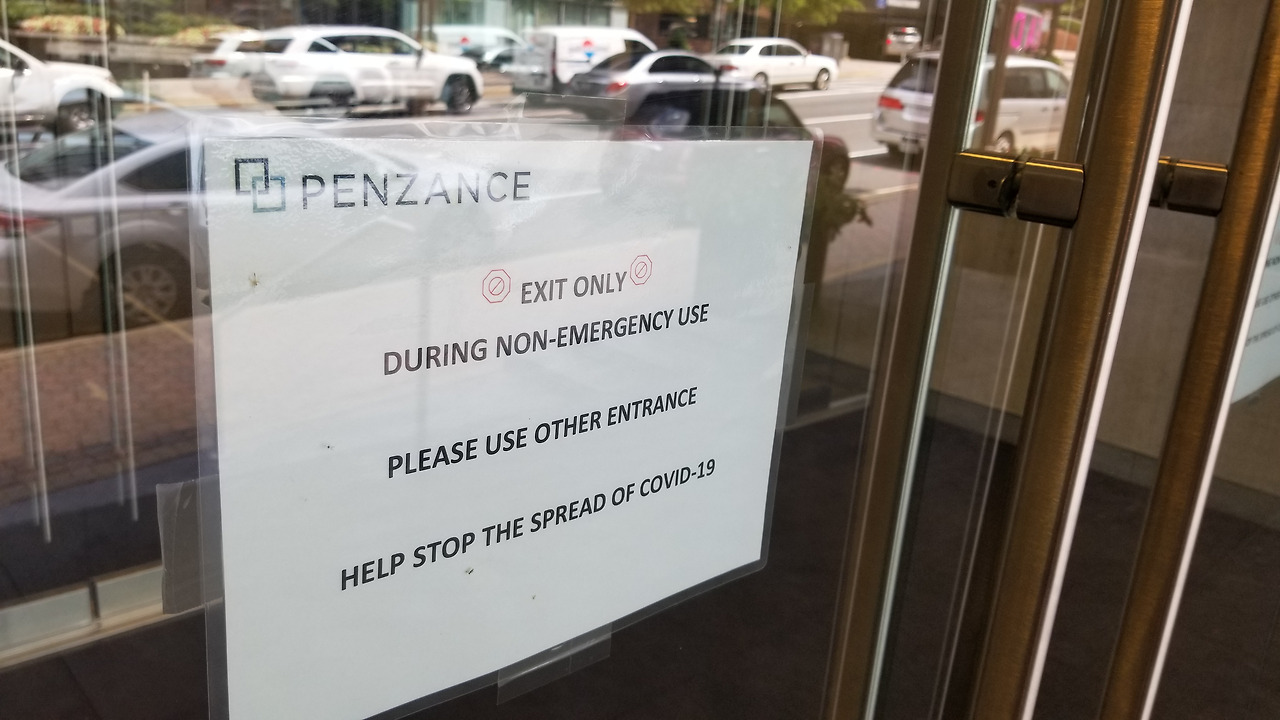 PENZANCE
EXIT ONLY
DURING NON-EMERGENCY USE
PLEASE USE OTHER ENTRANCE
HELP STOP THE SPREAD OF COVID-19